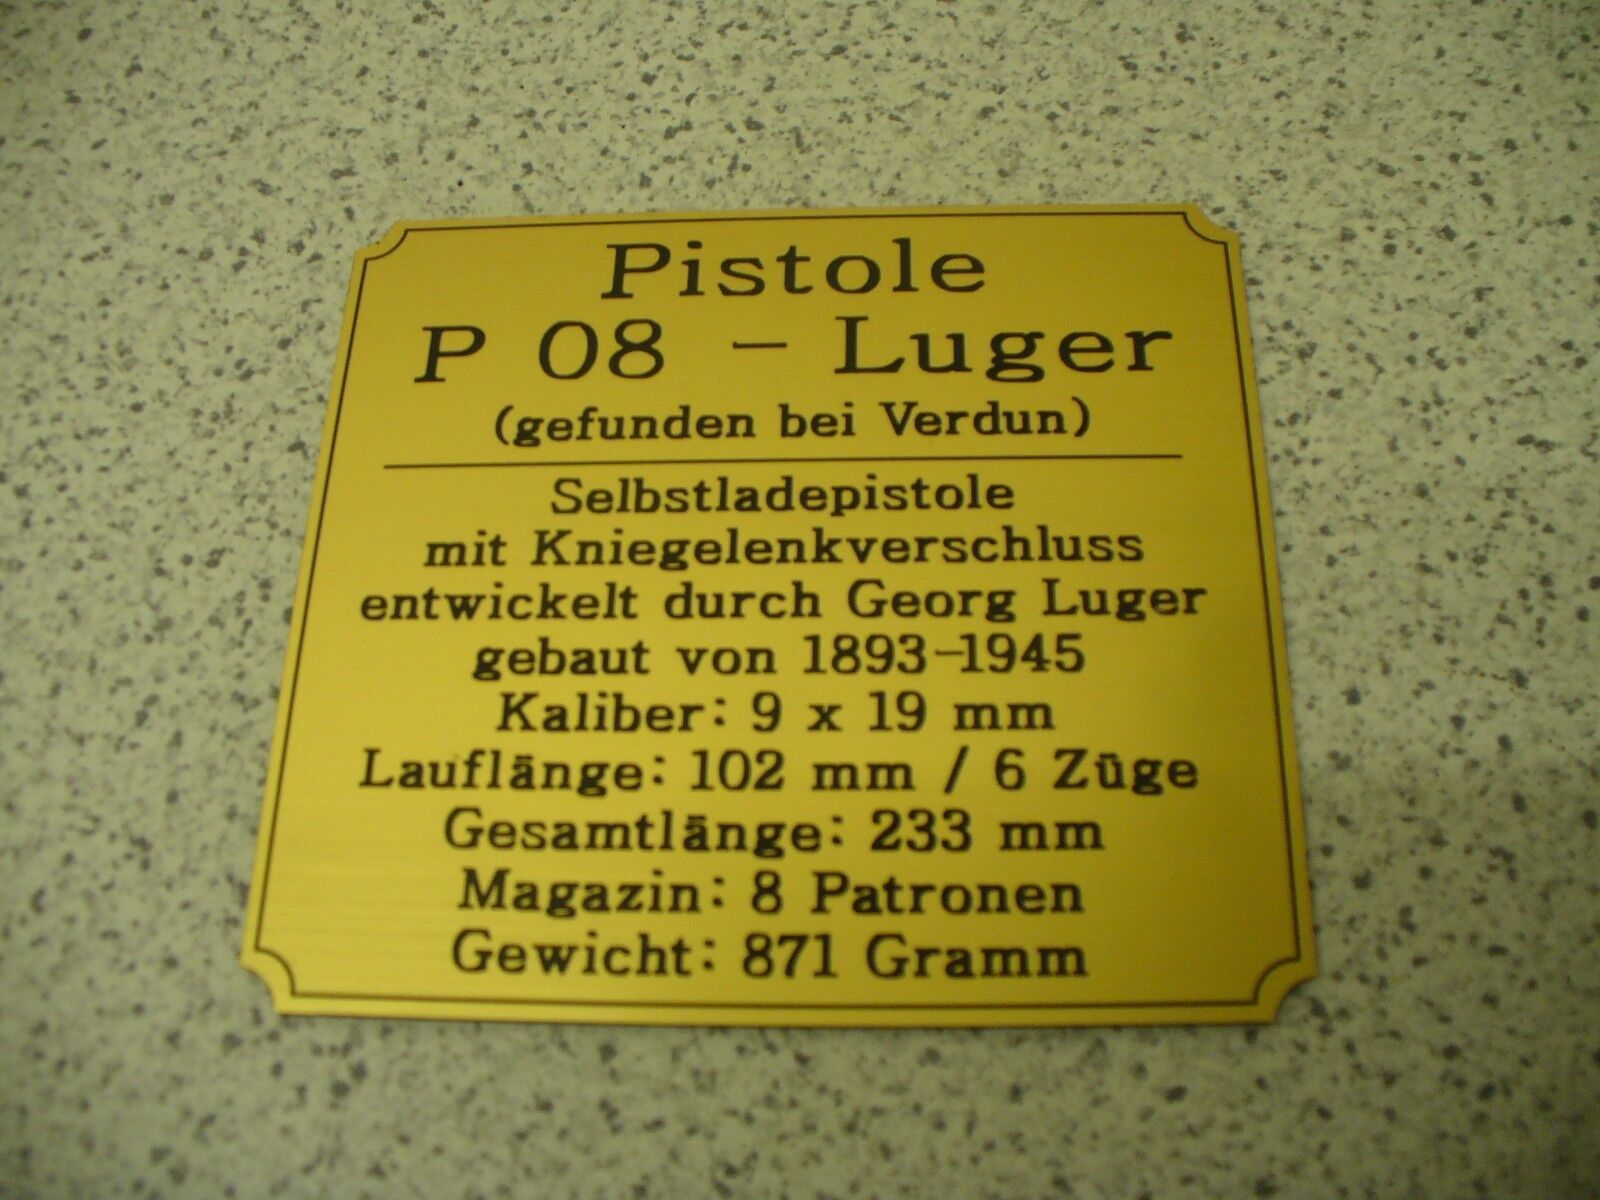 Pistole
P 08 - Luger
(gefunden bei Verdun)
Selbstladepistole
mit Kniegelenkverschluss
entwickelt durch Georg Luger
gebaut von 1893-1945
Kaliber: 9 x 19 mm
Lauflänge: 102 mm / 6 Züge
Gesamtlänge: 233 mm
Magazin: 8 Patronen
Gewicht: 871 Gramm